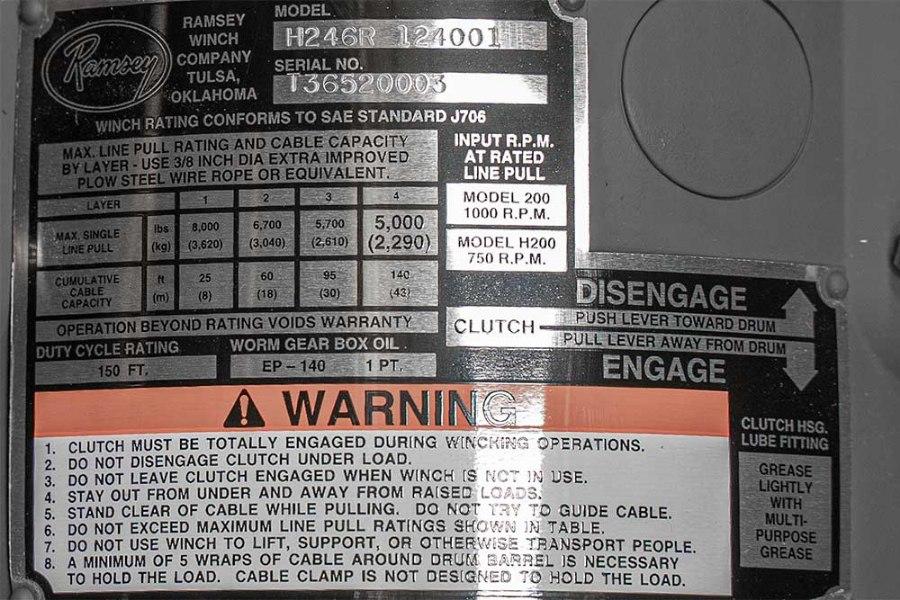 Ramsey
RAMSEY
WINCH
COMPANY
TULSA,
OKLAHOMA
MODEL
H246R 124001
SERIAL NO.
T36520003
WINCH RATING CONFORMS TO SAE STANDARD J706
MAX. LINE PULL RATING AND CABLE CAPACITY
BY LAYER - USE 3/8 INCH DIA EXTRA IMPROVED
PLOW STEEL WIRE ROPE OR EQUIVALENT.
LAYER 1 2 3 4
MAX. SINGLE LINE PULL lbs 8,000 6,700 5,700 5,000
(kg) (3,620) (3,040) (2,610) (2,290)
CUMULATIVE CABLE CAPACITY ft 25 60 95 140
(m) (8) (18) (30) (43)
OPERATION BEYOND RATING VOIDS WARRANTY
DUTY CYCLE RATING
150 FT.
WORM GEAR BOX OIL
EP-140 1 PT.
INPUT R.P.M.
AT RATED
LINE PULL
MODEL 200
1000 R.P.M.
MODEL H200
750 R.P.M.
DISENGAGE
PUSH LEVER TOWARD DRUM
CLUTCH
PULL LEVER AWAY FROM DRUM
ENGAGE
WARNING
1. CLUTCH MUST BE TOTALLY ENGAGED DURING WINCHING OPERATIONS.
2. DO NOT DISENGAGE CLUTCH UNDER LOAD.
3. DO NOT LEAVE CLUTCH ENGAGED WHEN WINCH IS NOT IN USE.
4. STAY OUT FROM UNDER AND AWAY FROM RAISED LOADS.
5. STAND CLEAR OF CABLE WHILE PULLING. DO NOT TRY TO GUIDE CABLE.
6. DO NOT EXCEED MAXIMUM LINE PULL RATINGS SHOWN IN TABLE.
7. DO NOT USE WINCH TO LIFT, SUPPORT, OR OTHERWISE TRANSPORT PEOPLE.
8. A MINIMUM OF 5 WRAPS OF CABLE AROUND DRUM BARREL IS NECESSARY
TO HOLD THE LOAD. CABLE CLAMP IS NOT DESIGNED TO HOLD THE LOAD.
CLUTCH HSG.
LUBE FITTING
GREASE
LIGHTLY
WITH
MULTI-
PURPOSE
GREASE